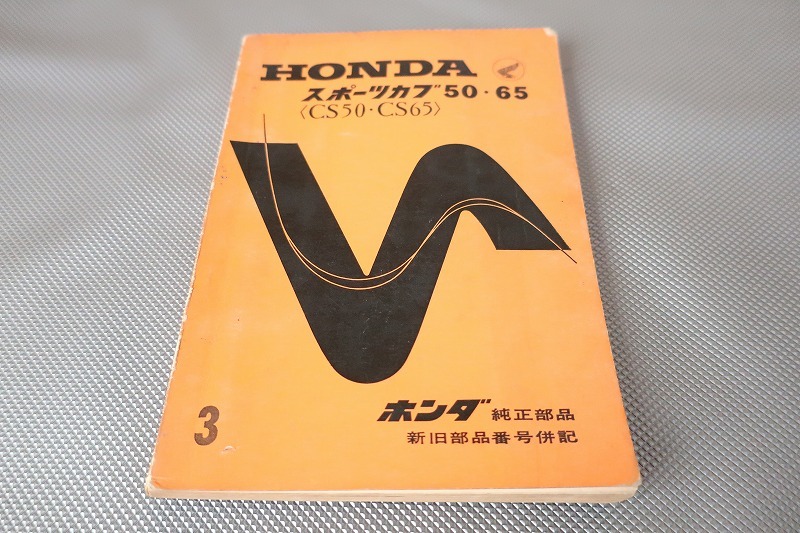 HONDA
スポーツカブ50・65
〈CS50・CS65〉
ホンダ純正部品
新旧部品番号併記
3